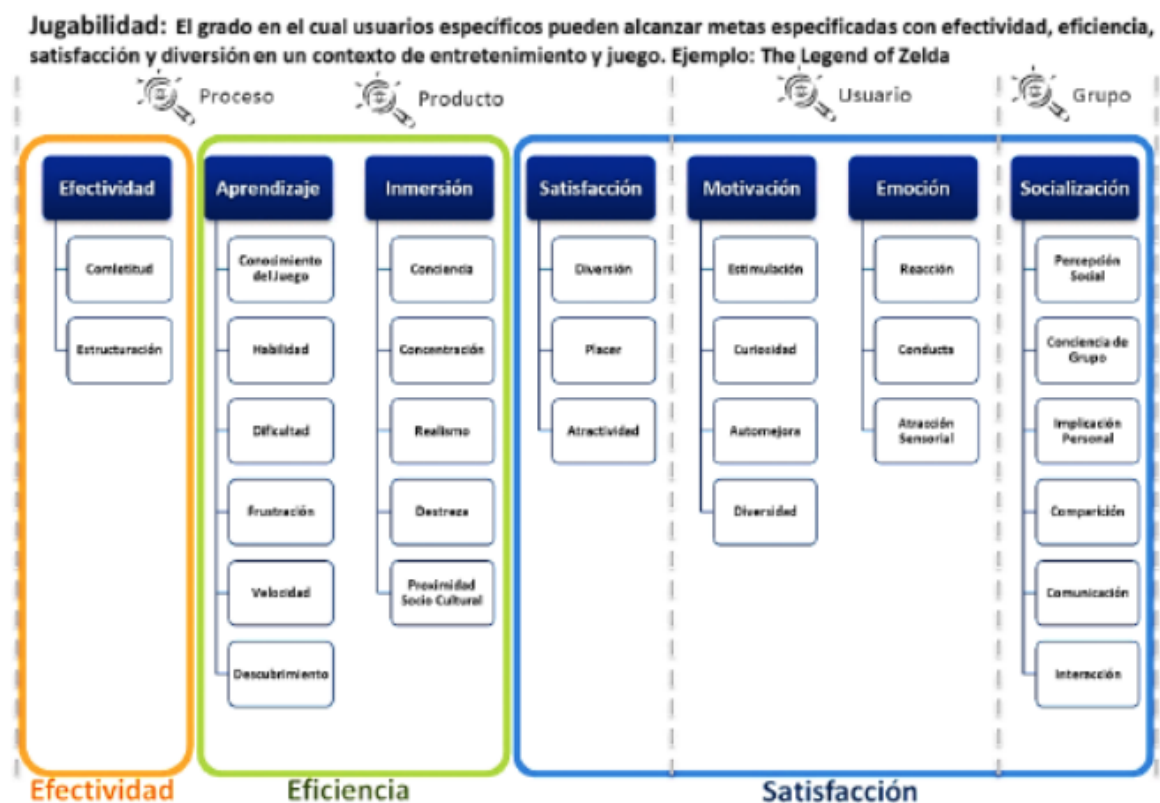 Jugabilidad: El grado en el cual usuarios específicos pueden alcanzar metas especificadas con efectividad, eficiencia,
satisfacción y diversión en un contexto de entretenimiento y juego. Ejemplo: The Legend of Zelda
Proceso
Producto
Usuario
Grupo
Efectividad
Comletitud
Estructuración
Aprendizaje
Conocimiento
del Juego
Habilidad
Dificultad
Frustración
Velocidad
Descubrimiento
Inmersión
Conciencia
Concentración
Realismo
Destreza
Proximidad
Socio Cultural
Satisfacción
Diversión
Placer
Atractividad
Motivación
Estimulación
Curiosidad
Automejora
Diversidad
Emoción
Reacción
Conducta
Atracción
Sensorial
Socialización
Percepción
Social
Conciencia de
Grupo
Implicación
Personal
Comparición
Comunicación
Interacción
Efectividad
Eficiencia
Satisfacción